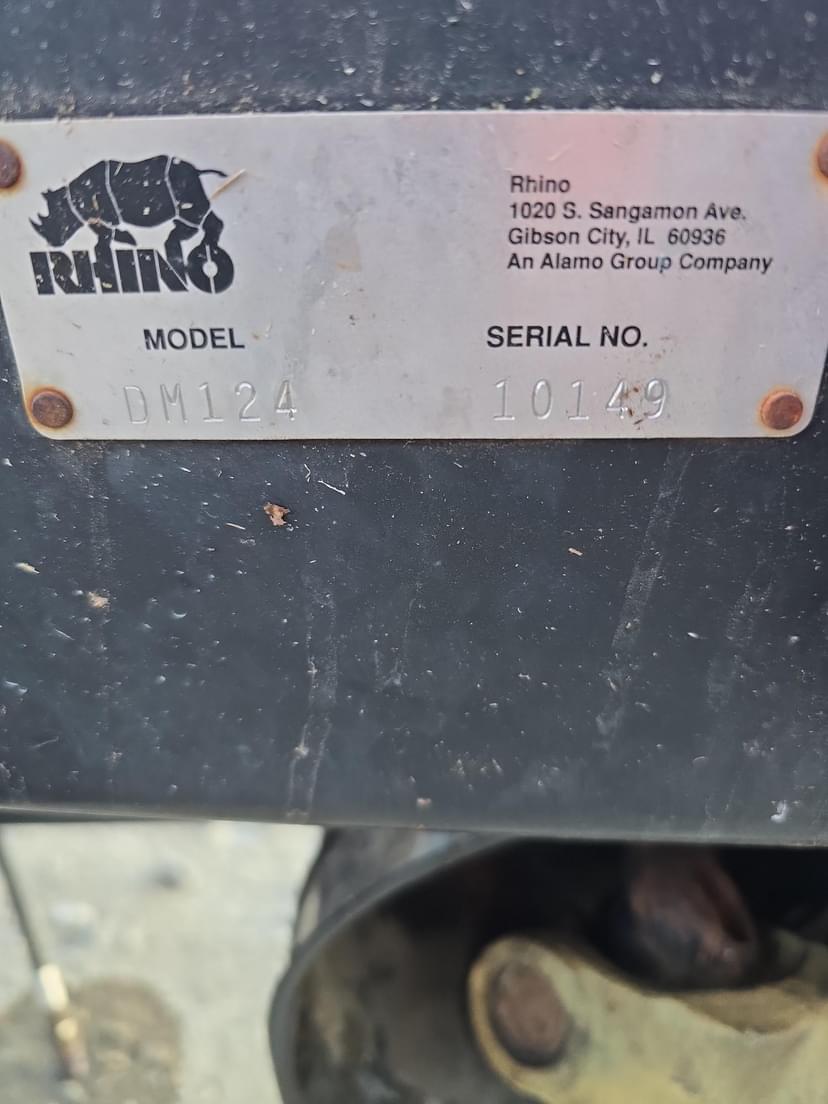 RHINO
Rhino
1020 S. Sangamon Ave.
Gibson City, IL 60936
An Alamo Group Company
MODEL SERIAL NO.
DM124 10149